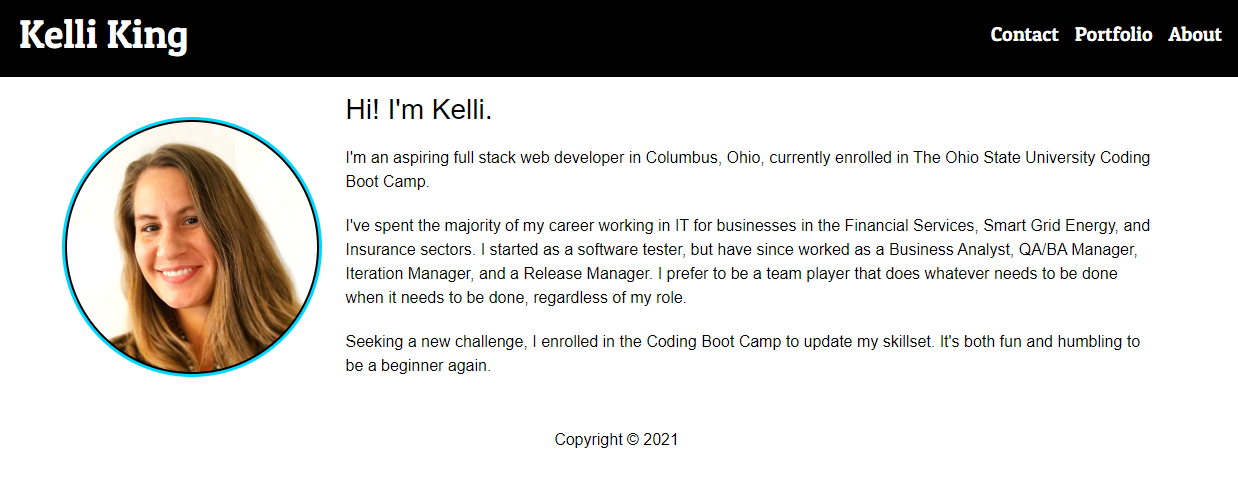 Kelli King
Contact Portfolio About
Hi! I'm Kelli.
I'm an aspiring full stack web developer in Columbus, Ohio, currently enrolled in The Ohio State University Coding
Boot Camp.
I've spent the majority of my career working in IT for businesses in the Financial Services, Smart Grid Energy, and
Insurance sectors. I started as a software tester, but have since worked as a Business Analyst, QA/BA Manager,
Iteration Manager, and a Release Manager. I prefer to be a team player that does whatever needs to be done
when it needs to be done, regardless of my role.
Seeking a new challenge, I enrolled in the Coding Boot Camp to update my skillset. It's both fun and humbling to
be a beginner again.
Copyright © 2021